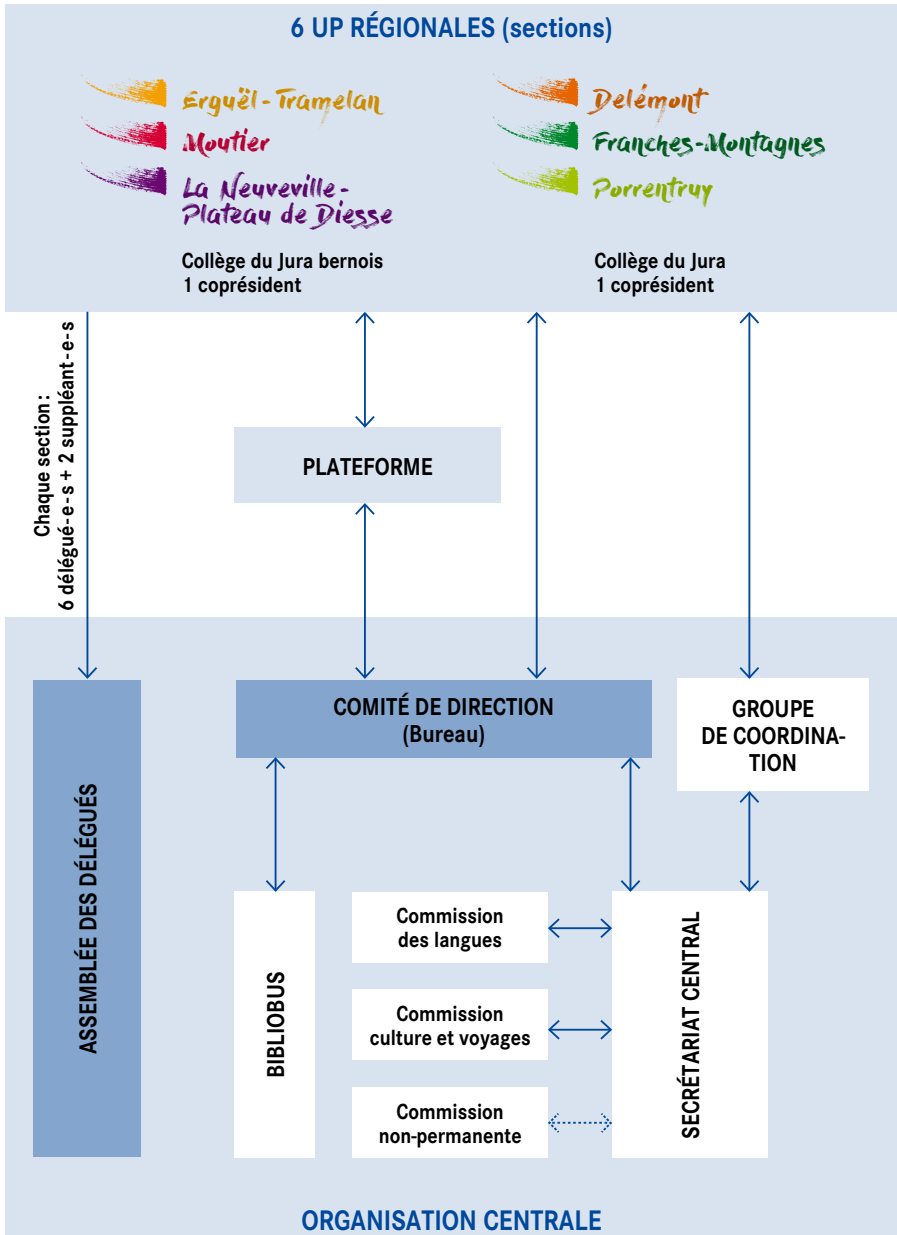 6 UP RÉGIONALES (sections)
Erguël-Tramelan
Moutier
La Neuveville-
Plateau de Diesse
Collège du Jura bernois
1 coprésident
Delémont
Franches-Montagnes
Porrentruy
Collège du Jura
1 coprésident
Chaque section:
6 délégué-e-s + 2 suppléant-e-s
PLATEFORME
ASSEMBLÉE DES DÉLÉGUÉS
COMITÉ DE DIRECTION
(Bureau)
GROUPE
DE COORDINA-
TION
BIBLIOBUS
Commission
des langues
Commission
culture et voyages
Commission
non-permanente
SECRÉTARIAT CENTRAL
ORGANISATION CENTRALE